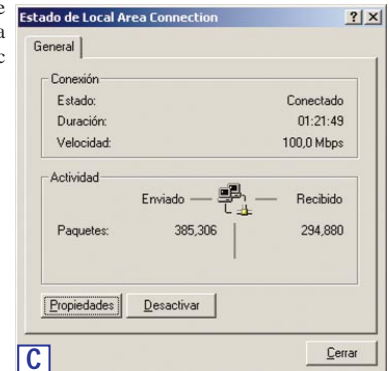 e
a
c
Estado de Local Area Connection
General
Conexión
Estado: Conectado
Duración: 01:21:49
Velocidad: 100,0 Mbps
Actividad
Enviado Recibido
Paquetes: 385,306 294,880
Propiedades Desactivar
Cerrar
C